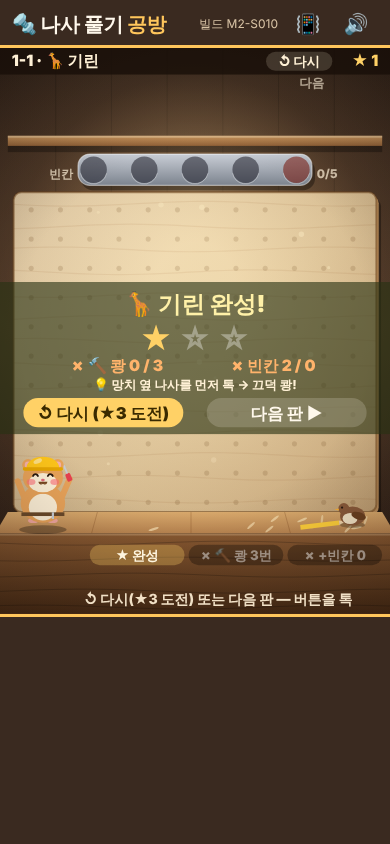 나사 풀기 공방 빌드 M2-S010
1-1 · 기린 다시 ★ 1
다음
빈칸 0/5
기린 완성!
× 쾅 0 / 3 × 빈칸 2 / 0
망치 옆 나사를 먼저 톡 → 끄덕 쾅!
다시 (★3 도전) 다음 판 ▶
★ 완성 × 쾅 3번 × +빈칸 0
다시(★3 도전) 또는 다음 판 — 버튼을 톡